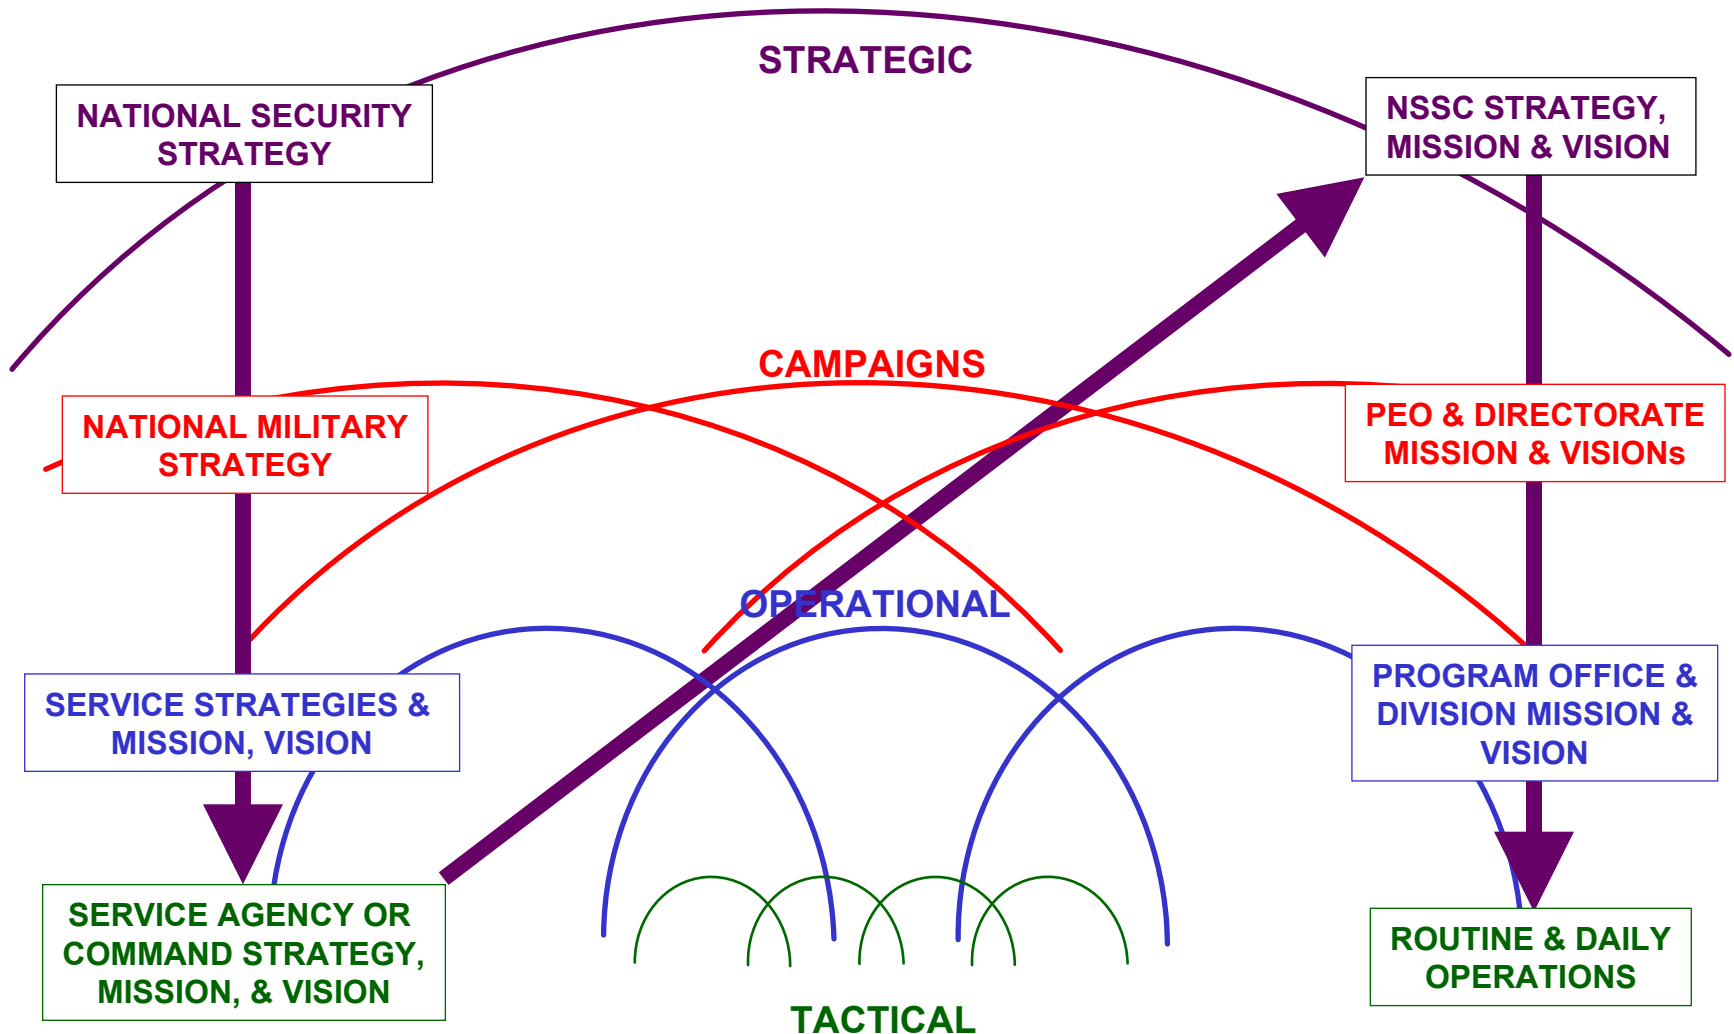 STRATEGIC
NATIONAL SECURITY
STRATEGY
NSSC STRATEGY,
MISSION & VISION
CAMPAIGNS
NATIONAL MILITARY
STRATEGY
PEO & DIRECTORATE
MISSION & VISIONs
OPERATIONAL
SERVICE STRATEGIES &
MISSION, VISION
PROGRAM OFFICE &
DIVISION MISSION &
VISION
SERVICE AGENCY OR
COMMAND STRATEGY,
MISSION, & VISION
ROUTINE & DAILY
OPERATIONS
TACTICAL